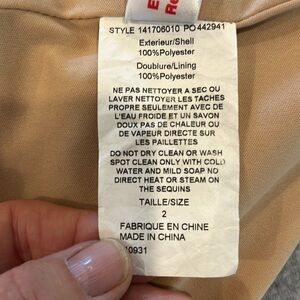 STYLE 141706010 PO 442941
Exterieur/Shell
100%Polyester
Doublure/Lining
100%Polyester
NE PAS NETTOYER A SEC OU
LAVER NETTOYER LES TACHES
PROPRE SEULEMENT AVEC DE
L'EAU FROIDE ET UN SAVON
DOUX PAS DE CHALEUR OU
DE VAPEUR DIRECTE SUR
LES PAILLETTES
DO NOT DRY CLEAN OR WASH
SPOT CLEAN ONLY WITH COLD
WATER AND MILD SOAP NO
DIRECT HEAT OR STEAM ON
THE SEQUINS
TAILLE/SIZE
2
FABRIQUE EN CHINE
MADE IN CHINA